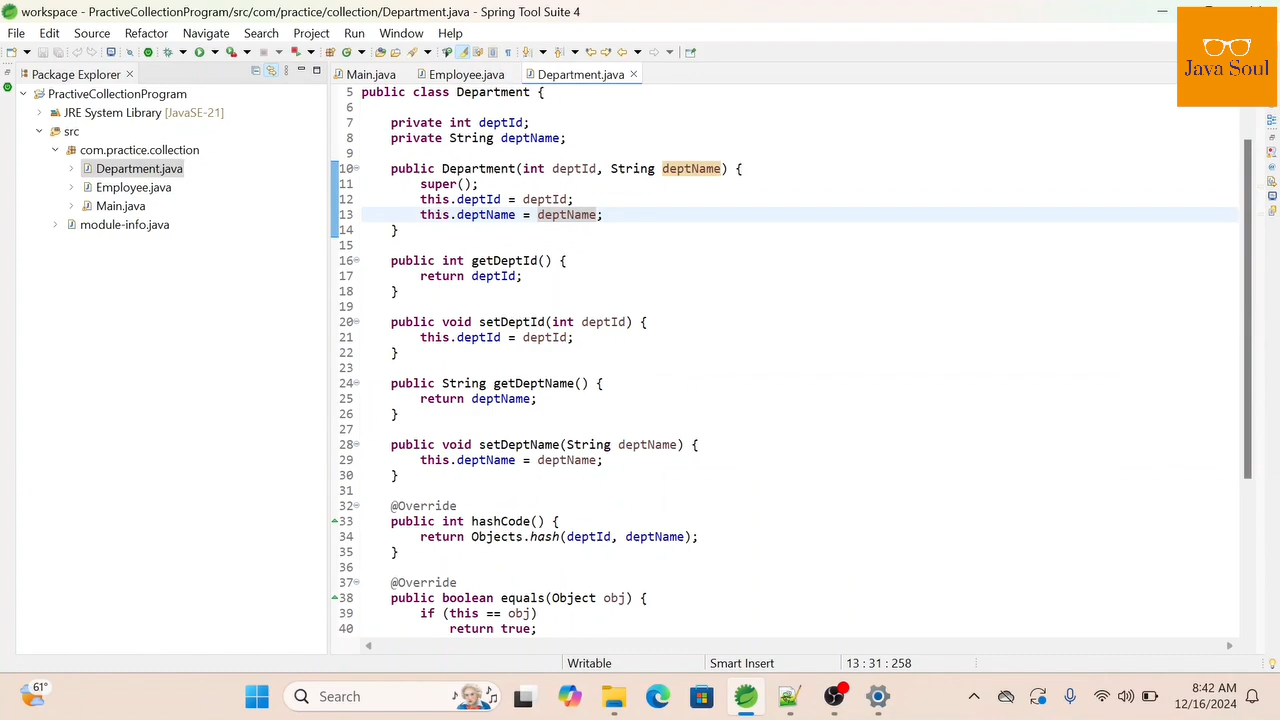 workspace - PractiveCollectionProgram/src/com/practice/collection/Department.java - Spring Tool Suite 4
File Edit Source Refactor Navigate Search Project Run Window Help
Java Soul
Package Explorer
Main.java Employee.java Department.java
PractiveCollectionProgram
JRE System Library [JavaSE-21]
src
com.practice.collection
Department.java
Employee.java
Main.java
module-info.java
5 public class Department {
6
7 private int deptId;
8 private String deptName;
9
10 public Department(int deptId, String deptName) {
11 super();
12 this.deptId = deptId;
13 this.deptName = deptName;
14 }
15
16 public int getDeptId() {
17 return deptId;
18 }
19
20 public void setDeptId(int deptId) {
21 this.deptId = deptId;
22 }
23
24 public String getDeptName() {
25 return deptName;
26 }
27
28 public void setDeptName(String deptName) {
29 this.deptName = deptName;
30 }
31
32 @Override
33 public int hashCode() {
34 return Objects.hash(deptId, deptName);
35 }
36
37 @Override
38 public boolean equals(Object obj) {
39 if (this == obj)
40 return true;
Writable Smart Insert 13 : 31 : 258
61°
Search
8:42 AM
12/16/2024